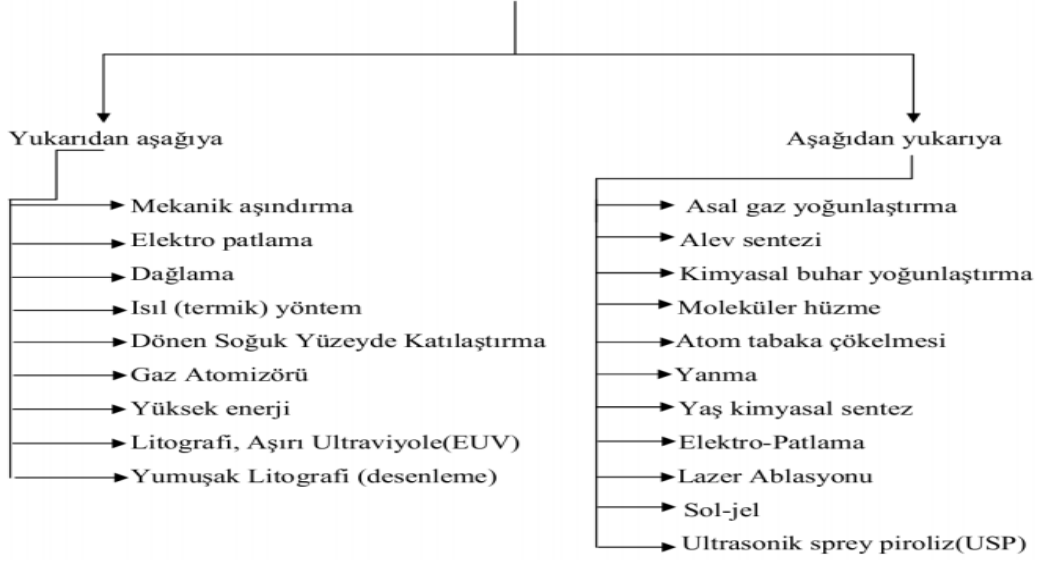 Yukarıdan aşağıya
Mekanik aşındırma
Elektro patlama
Dağlama
Isıl (termik) yöntem
Dönen Soğuk Yüzeyde Katılaştırma
Gaz Atomizörü
Yüksek enerji
Litografi, Aşırı Ultraviyole(EUV)
Yumuşak Litografi (desenleme)
Aşağıdan yukarıya
Asal gaz yoğunlaştırma
Alev sentezi
Kimyasal buhar yoğunlaştırma
Moleküler hüzme
Atom tabaka çökelmesi
Yanma
Yaş kimyasal sentez
Elektro-Patlama
Lazer Ablasyonu
Sol-jel
Ultrasonik sprey piroliz(USP)